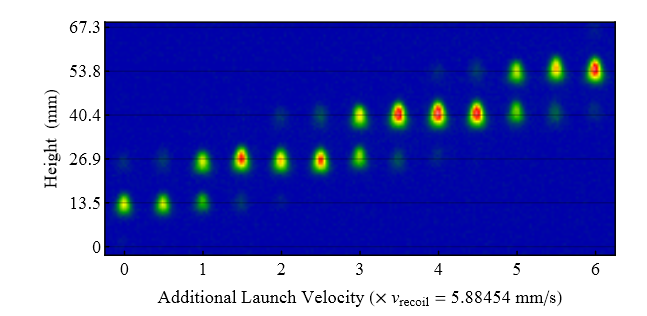 67.3
53.8
40.4
26.9
13.5
0
Height (mm)
0 1 2 3 4 5 6
Additional Launch Velocity (× vrecoil = 5.88454 mm/s)